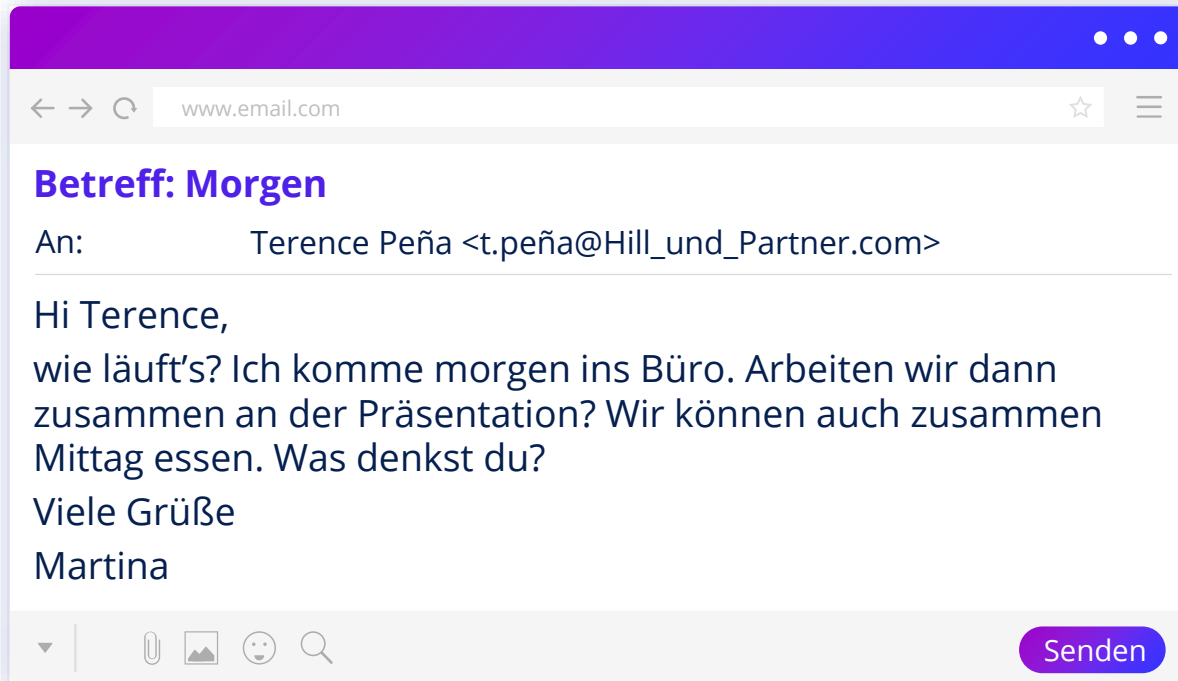 www.email.com
Betreff: Morgen
An: Terence Peña <t.peña@Hill_und_Partner.com>
Hi Terence,
wie läuft’s? Ich komme morgen ins Büro. Arbeiten wir dann
zusammen an der Präsentation? Wir können auch zusammen
Mittag essen. Was denkst du?
Viele Grüße
Martina
Senden